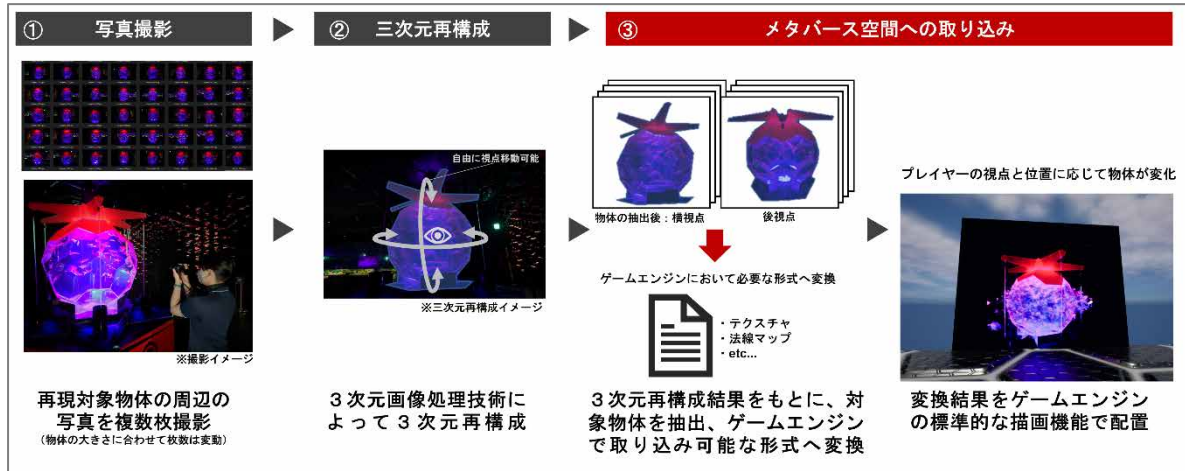 ① 写真撮影
② 三次元再構成
③ メタバース空間への取り込み
※撮影イメージ
再現対象物体の周辺の
写真を複数枚撮影
(物体の大きさに合わせて枚数は変動)
自由に視点移動可能
※三次元再構成イメージ
3次元画像処理技術に
よって3次元再構成
物体の抽出後：横視点
後視点
ゲームエンジンにおいて必要な形式へ変換
・テクスチャ
・法線マップ
・etc...
3次元再構成結果をもとに、対
象物体を抽出、ゲームエンジン
で取り込み可能な形式へ変換
プレイヤーの視点と位置に応じて物体が変化
変換結果をゲームエンジン
の標準的な描画機能で配置